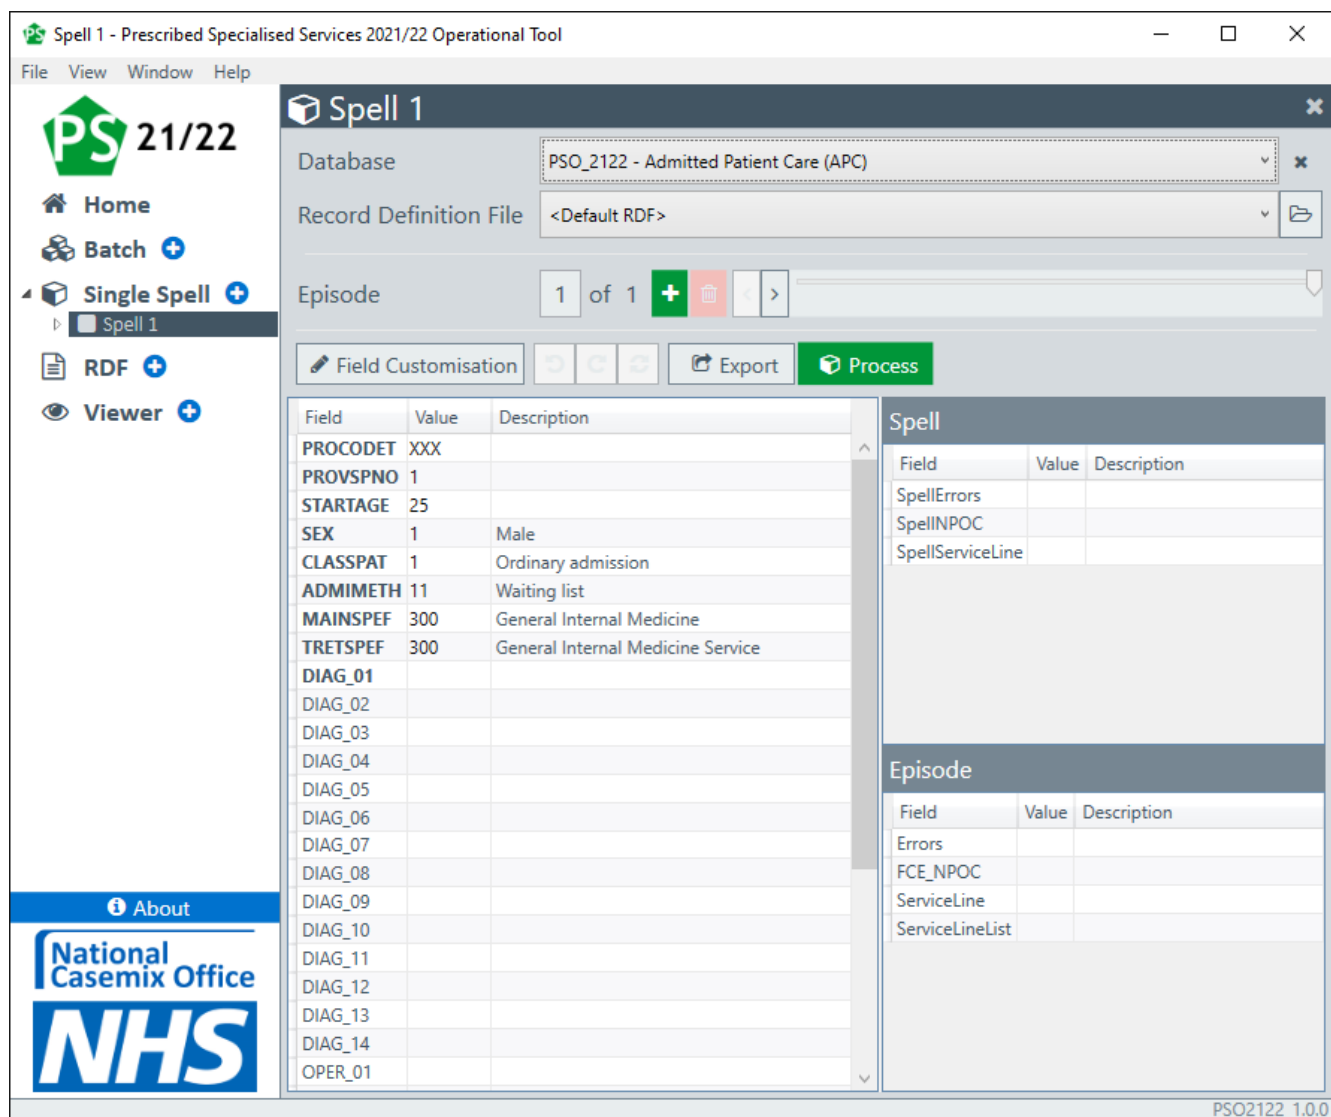 Spell 1 - Prescribed Specialised Services 2021/22 Operational Tool
File View Window Help
PS 21/22
Home
Batch
Single Spell
Spell 1
RDF
Viewer
About
National
Casemix Office
NHS
Spell 1
Database PSO_2122 - Admitted Patient Care (APC)
Record Definition File <Default RDF>
Episode 1 of 1
Field Customisation Export Process
Field Value Description
PROCODET XXX
PROVSPNO 1
STARTAGE 25
SEX 1 Male
CLASSPAT 1 Ordinary admission
ADMIMETH 11 Waiting list
MAINSPEF 300 General Internal Medicine
TRETSPEF 300 General Internal Medicine Service
DIAG_01
DIAG_02
DIAG_03
DIAG_04
DIAG_05
DIAG_06
DIAG_07
DIAG_08
DIAG_09
DIAG_10
DIAG_11
DIAG_12
DIAG_13
DIAG_14
OPER_01
Spell
Field Value Description
SpellErrors
SpellNPOC
SpellServiceLine
Episode
Field Value Description
Errors
FCE_NPOC
ServiceLine
ServiceLineList
PSO2122 1.0.0